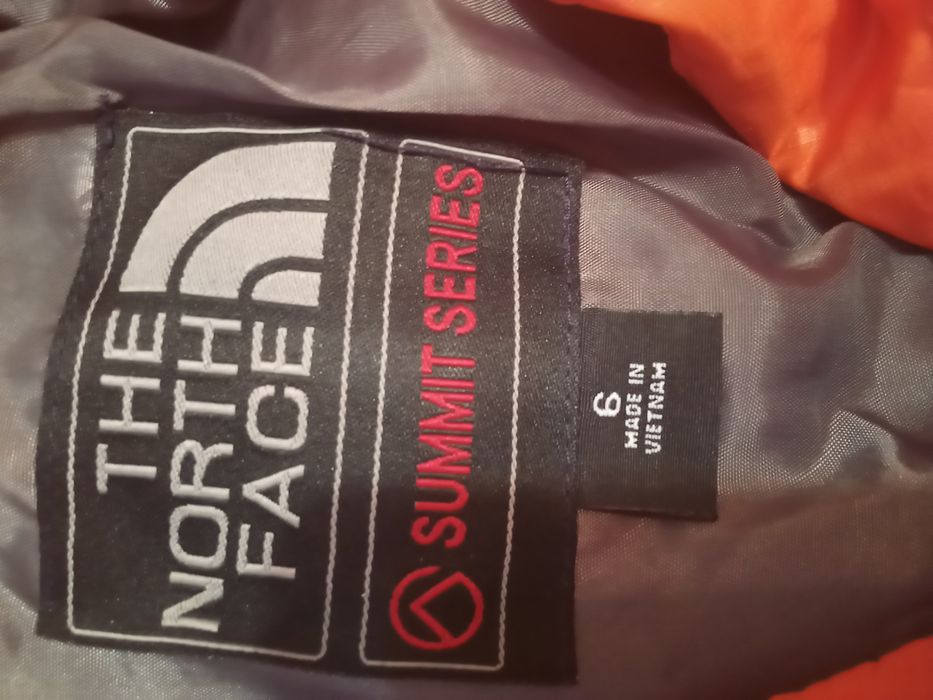 THE
NORTH
FACE
SUMMIT SERIES
6
MADE IN
VIETNAM